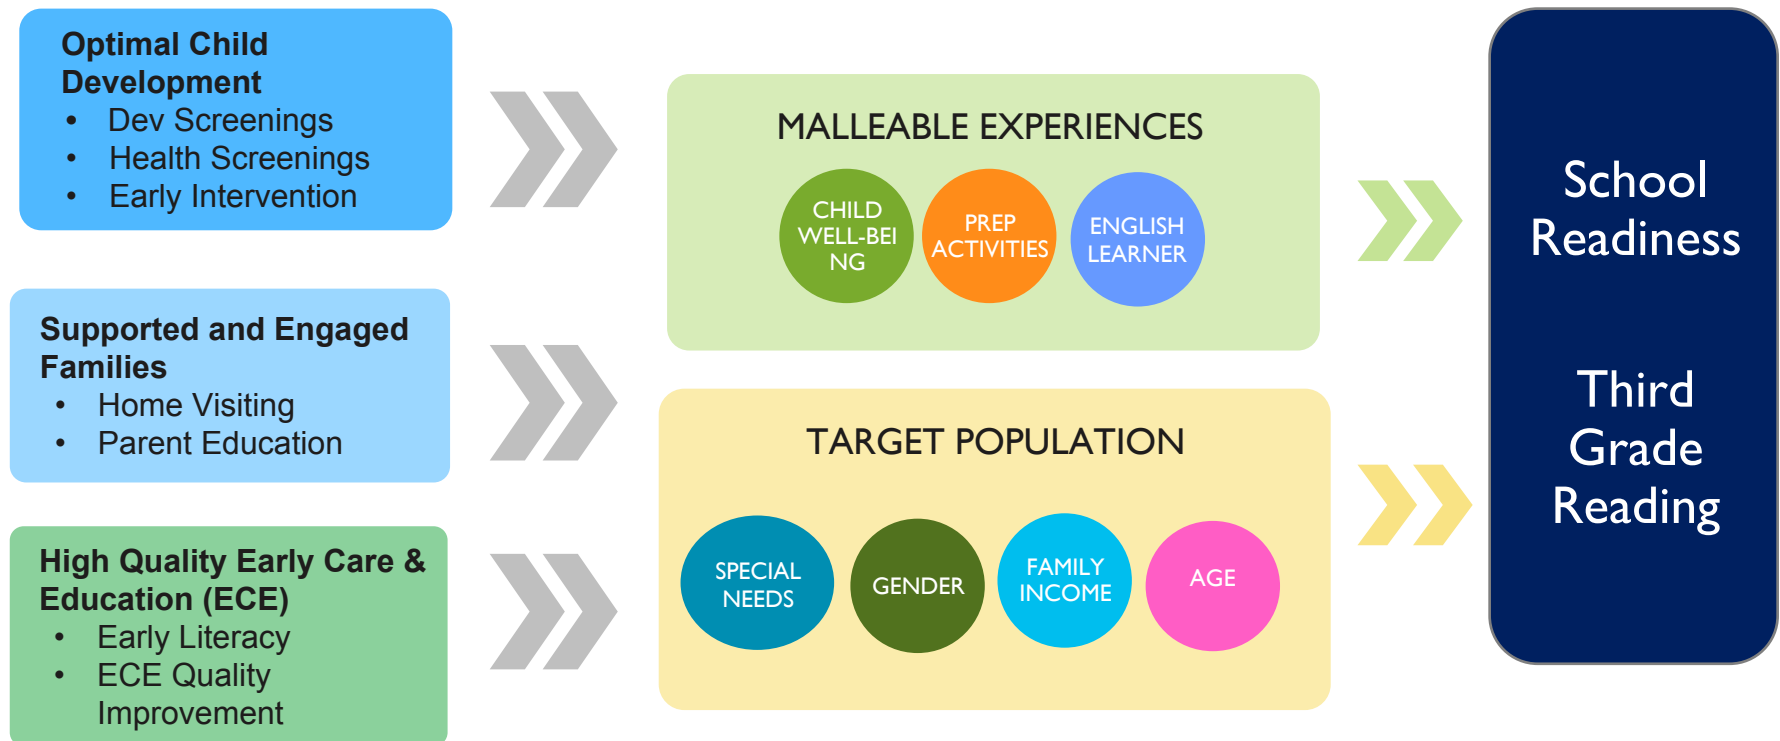 Optimal Child
Development
• Dev Screenings
• Health Screenings
• Early Intervention
Supported and Engaged
Families
• Home Visiting
• Parent Education
High Quality Early Care &
Education (ECE)
• Early Literacy
• ECE Quality
Improvement
MALLEABLE EXPERIENCES
CHILD
WELL-BEI
NG
PREP
ACTIVITIES
ENGLISH
LEARNER
TARGET POPULATION
SPECIAL
NEEDS
GENDER
FAMILY
INCOME
AGE
School
Readiness
Third
Grade
Reading